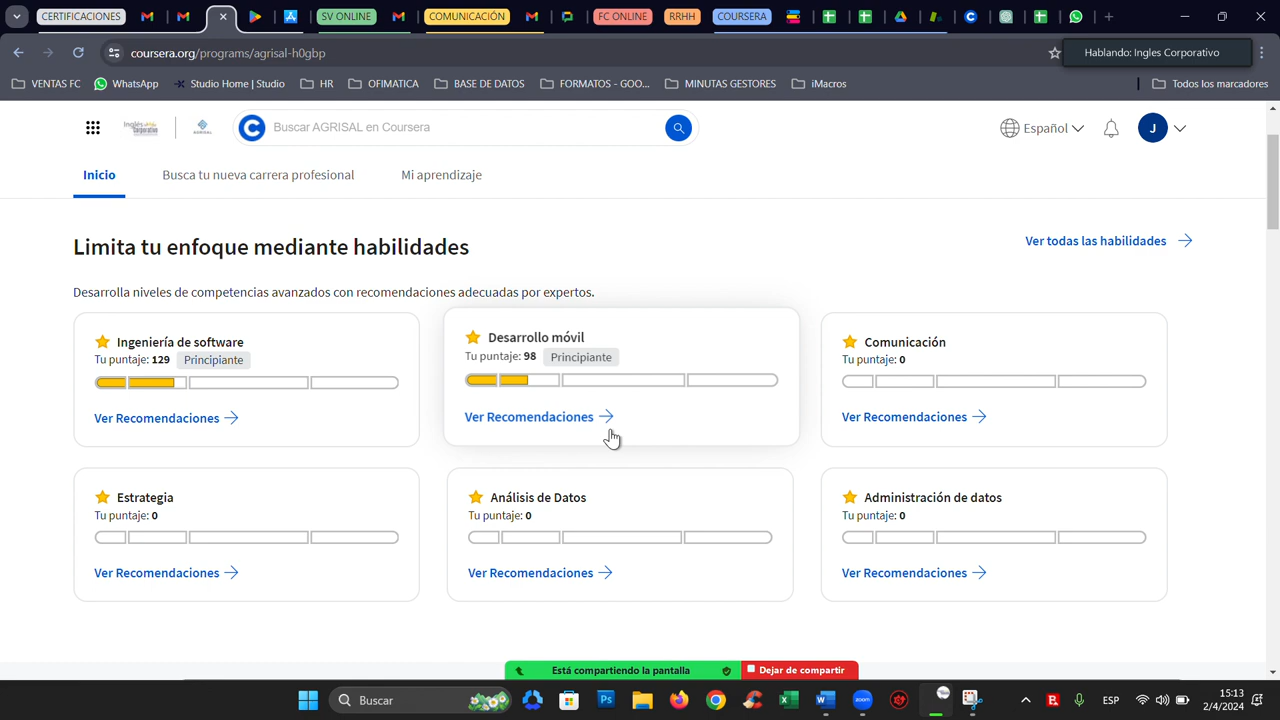 CERTIFICACIONES
SV ONLINE
COMUNICACIÓN
FC ONLINE
RRHH
COURSERA
coursera.org/programs/agrisal-h0gbp
Hablando: Ingles Corporativo
VENTAS FC
WhatsApp
Studio Home | Studio
HR
OFIMATICA
BASE DE DATOS
FORMATOS - GOO...
MINUTAS GESTORES
iMacros
Todos los marcadores
AGRISAL
Buscar AGRISAL en Coursera
Español
J
Inicio
Busca tu nueva carrera profesional
Mi aprendizaje
Limita tu enfoque mediante habilidades
Ver todas las habilidades
Desarrolla niveles de competencias avanzados con recomendaciones adecuadas por expertos.
Ingeniería de software
Tu puntaje: 129 Principiante
Ver Recomendaciones
Desarrollo móvil
Tu puntaje: 98 Principiante
Ver Recomendaciones
Comunicación
Tu puntaje: 0
Ver Recomendaciones
Estrategia
Tu puntaje: 0
Ver Recomendaciones
Análisis de Datos
Tu puntaje: 0
Ver Recomendaciones
Administración de datos
Tu puntaje: 0
Ver Recomendaciones
Está compartiendo la pantalla
Dejar de compartir
Buscar
ESP
15:13
2/4/2024